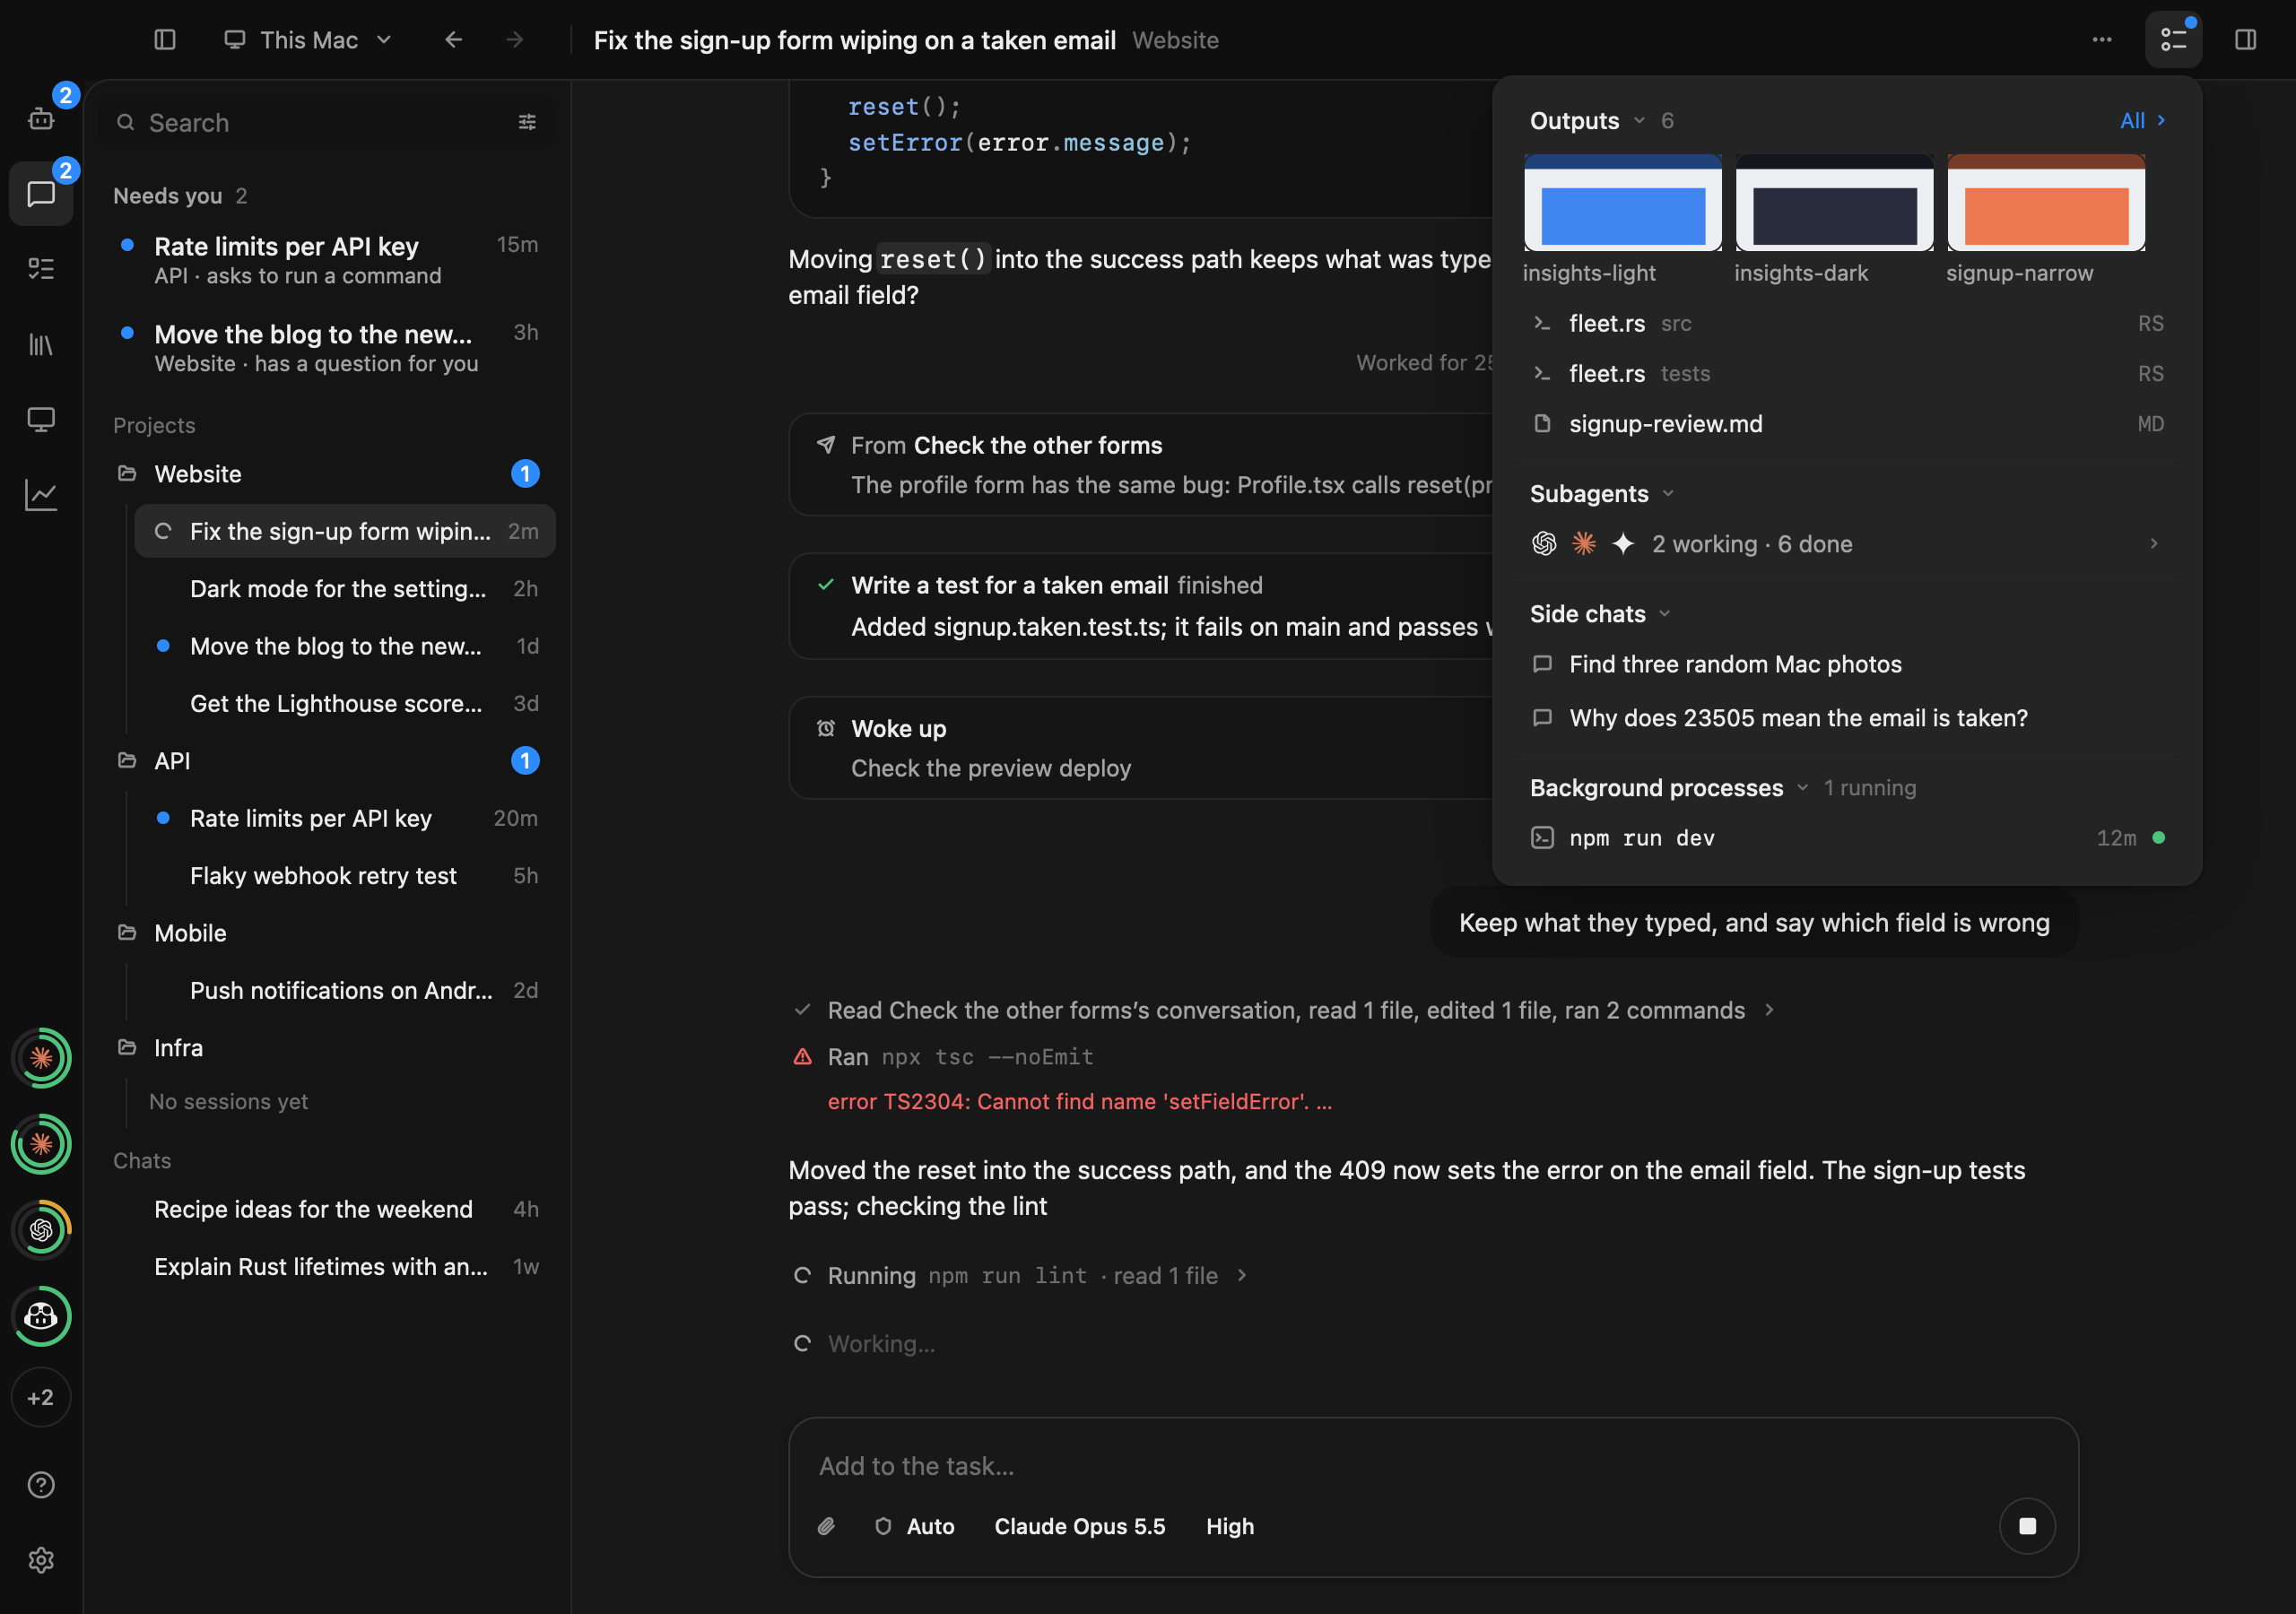 This Mac
Fix the sign-up form wiping on a taken email Website
2
2
Search
Needs you 2
Rate limits per API key 15m
API · asks to run a command
Move the blog to the new... 3h
Website · has a question for you
Projects
Website 1
Fix the sign-up form wipin... 2m
Dark mode for the setting... 2h
Move the blog to the new... 1d
Get the Lighthouse score... 3d
API 1
Rate limits per API key 20m
Flaky webhook retry test 5h
Mobile
Push notifications on Andr... 2d
Infra
No sessions yet
Chats
Recipe ideas for the weekend 4h
Explain Rust lifetimes with an... 1w
+2
reset();
setError(error.message);
}
Moving reset() into the success path keeps what was type
email field?
Worked for 25
From Check the other forms
The profile form has the same bug: Profile.tsx calls reset(pr
Write a test for a taken email finished
Added signup.taken.test.ts; it fails on main and passes
Woke up
Check the preview deploy
Keep what they typed, and say which field is wrong
Read Check the other forms’s conversation, read 1 file, edited 1 file, ran 2 commands
Ran npx tsc --noEmit
error TS2304: Cannot find name 'setFieldError'. ...
Moved the reset into the success path, and the 409 now sets the error on the email field. The sign-up tests
pass; checking the lint
Running npm run lint · read 1 file
Working...
Add to the task...
Auto Claude Opus 5.5 High
Outputs 6 All
insights-light insights-dark signup-narrow
fleet.rs src RS
fleet.rs tests RS
signup-review.md MD
Subagents
2 working · 6 done
Side chats
Find three random Mac photos
Why does 23505 mean the email is taken?
Background processes 1 running
npm run dev 12m